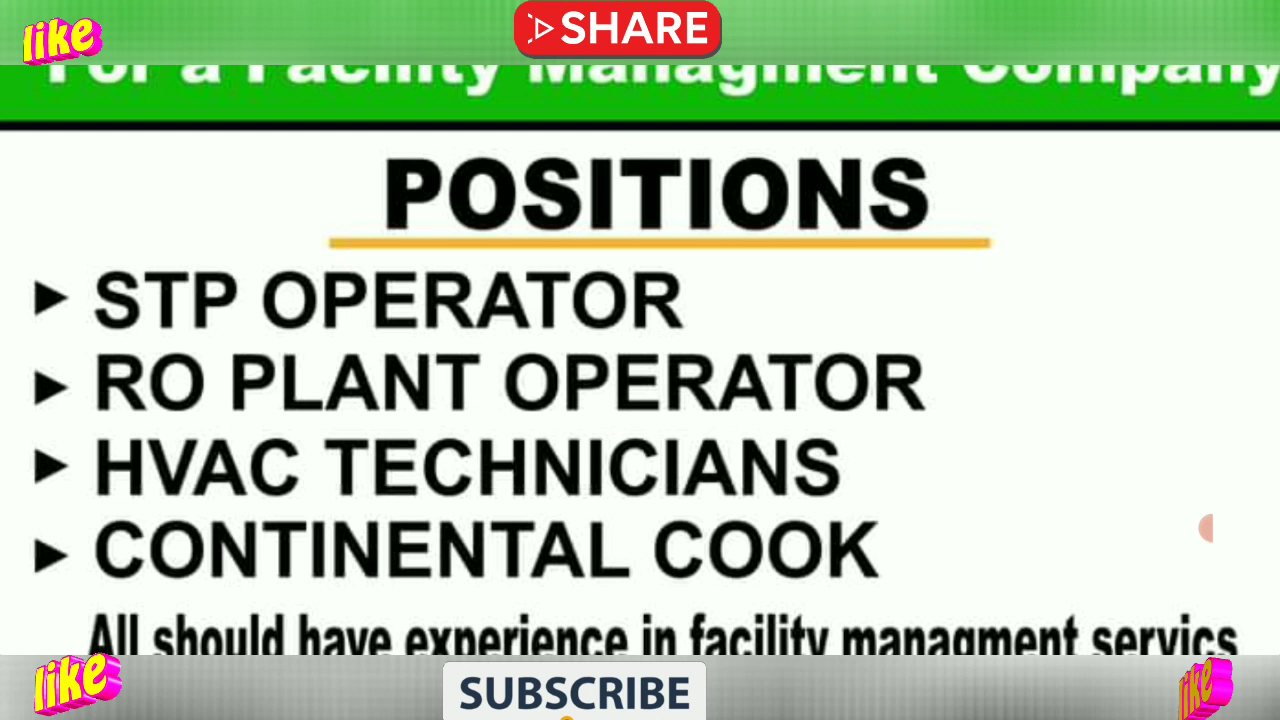 like
SHARE
For a Facility Managment Company
POSITIONS
STP OPERATOR
RO PLANT OPERATOR
HVAC TECHNICIANS
CONTINENTAL COOK
All should have experience in facility managment servics
like
SUBSCRIBE
like